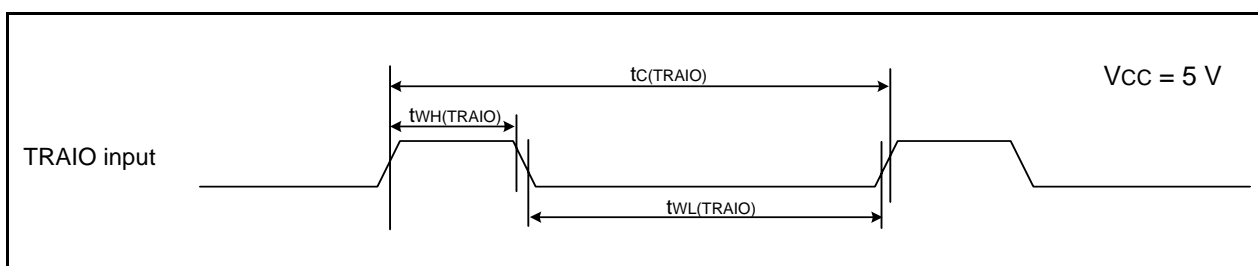 tC(TRAIO)
VCC = 5 V
tWH(TRAIO)
TRAIO input
tWL(TRAIO)